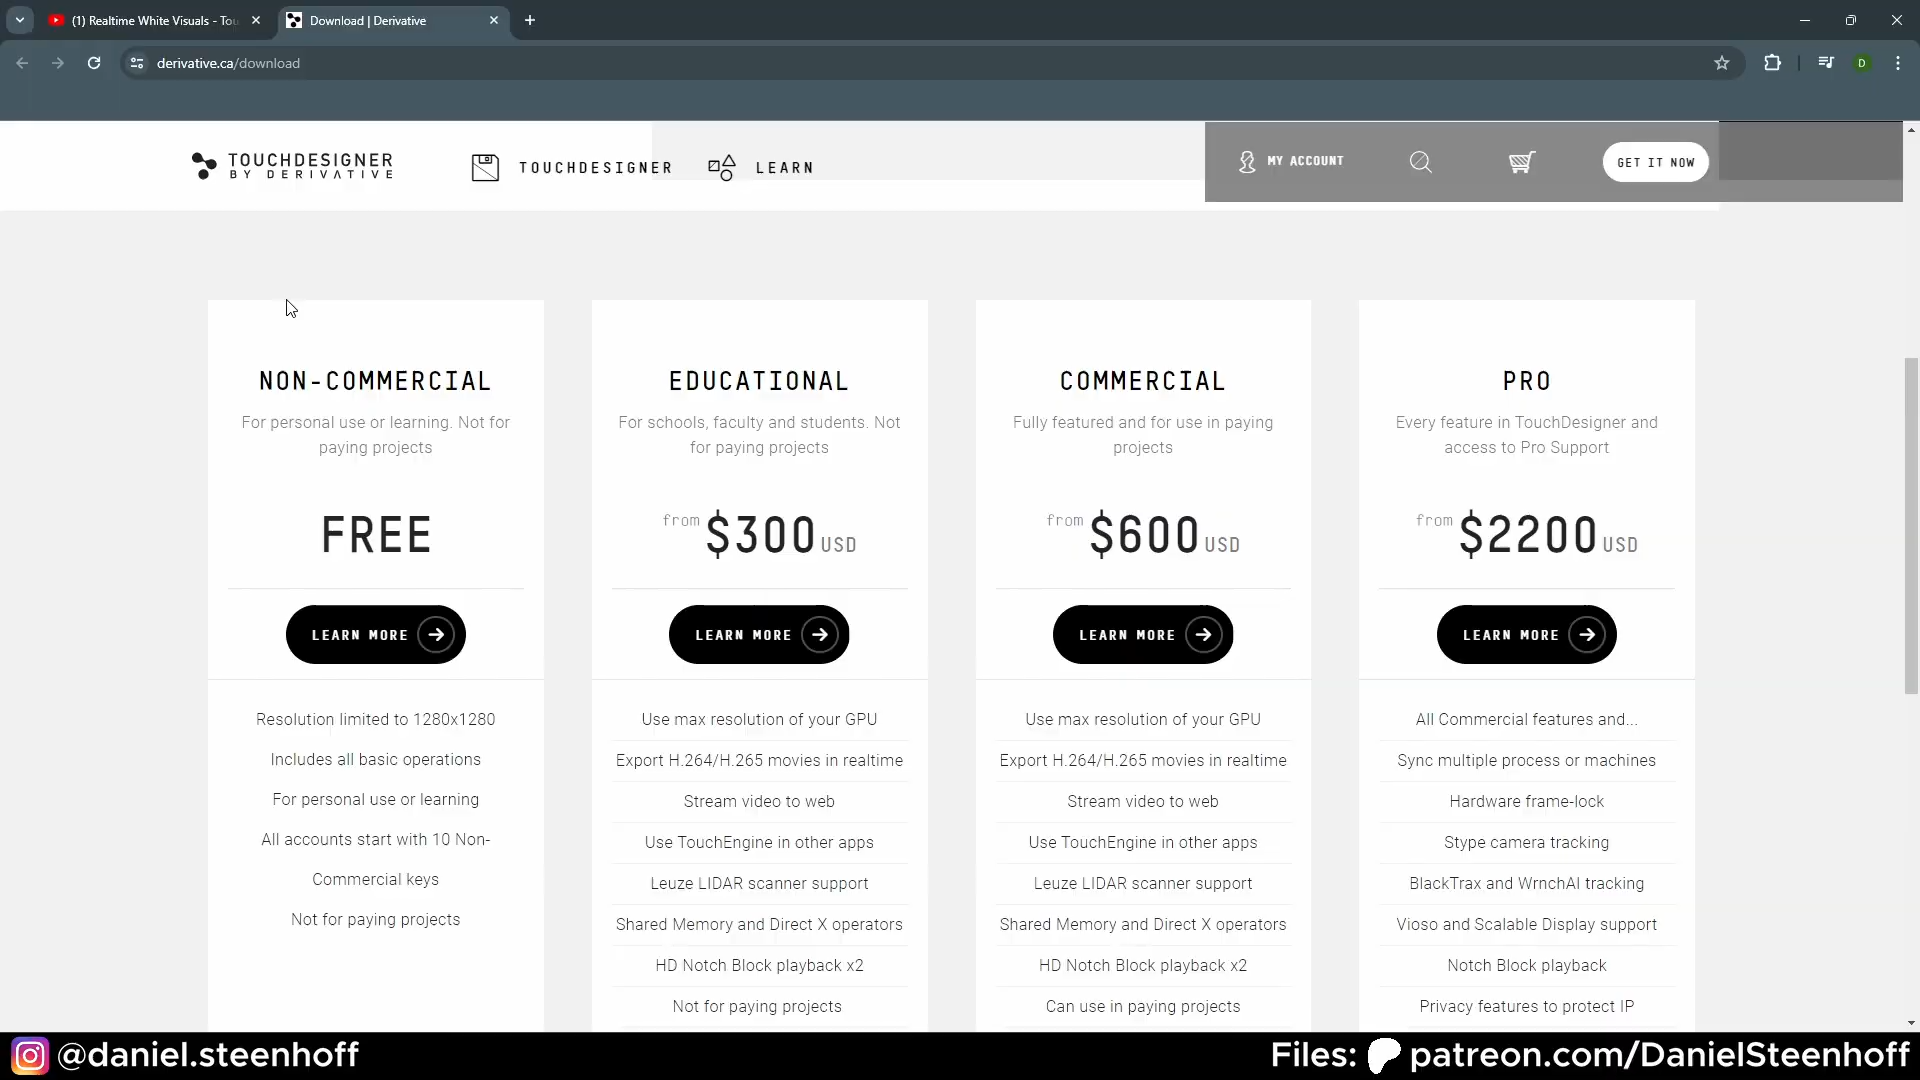 (1) Realtime White Visuals - Tou
Download | Derivative
derivative.ca/download
D
TOUCHDESIGNER
BY DERIVATIVE
TOUCHDESIGNER
LEARN
MY ACCOUNT
GET IT NOW
NON-COMMERCIAL
For personal use or learning. Not for
paying projects
FREE
LEARN MORE
Resolution limited to 1280x1280
Includes all basic operations
For personal use or learning
All accounts start with 10 Non-
Commercial keys
Not for paying projects
EDUCATIONAL
For schools, faculty and students. Not
for paying projects
from $300 USD
LEARN MORE
Use max resolution of your GPU
Export H.264/H.265 movies in realtime
Stream video to web
Use TouchEngine in other apps
Leuze LIDAR scanner support
Shared Memory and Direct X operators
HD Notch Block playback x2
Not for paying projects
COMMERCIAL
Fully featured and for use in paying
projects
from $600 USD
LEARN MORE
Use max resolution of your GPU
Export H.264/H.265 movies in realtime
Stream video to web
Use TouchEngine in other apps
Leuze LIDAR scanner support
Shared Memory and Direct X operators
HD Notch Block playback x2
Can use in paying projects
PRO
Every feature in TouchDesigner and
access to Pro Support
from $2200 USD
LEARN MORE
All Commercial features and...
Sync multiple process or machines
Hardware frame-lock
Stype camera tracking
BlackTrax and WrnchAI tracking
Vioso and Scalable Display support
Notch Block playback
Privacy features to protect IP
@daniel.steenhoff
Files: patreon.com/DanielSteenhoff